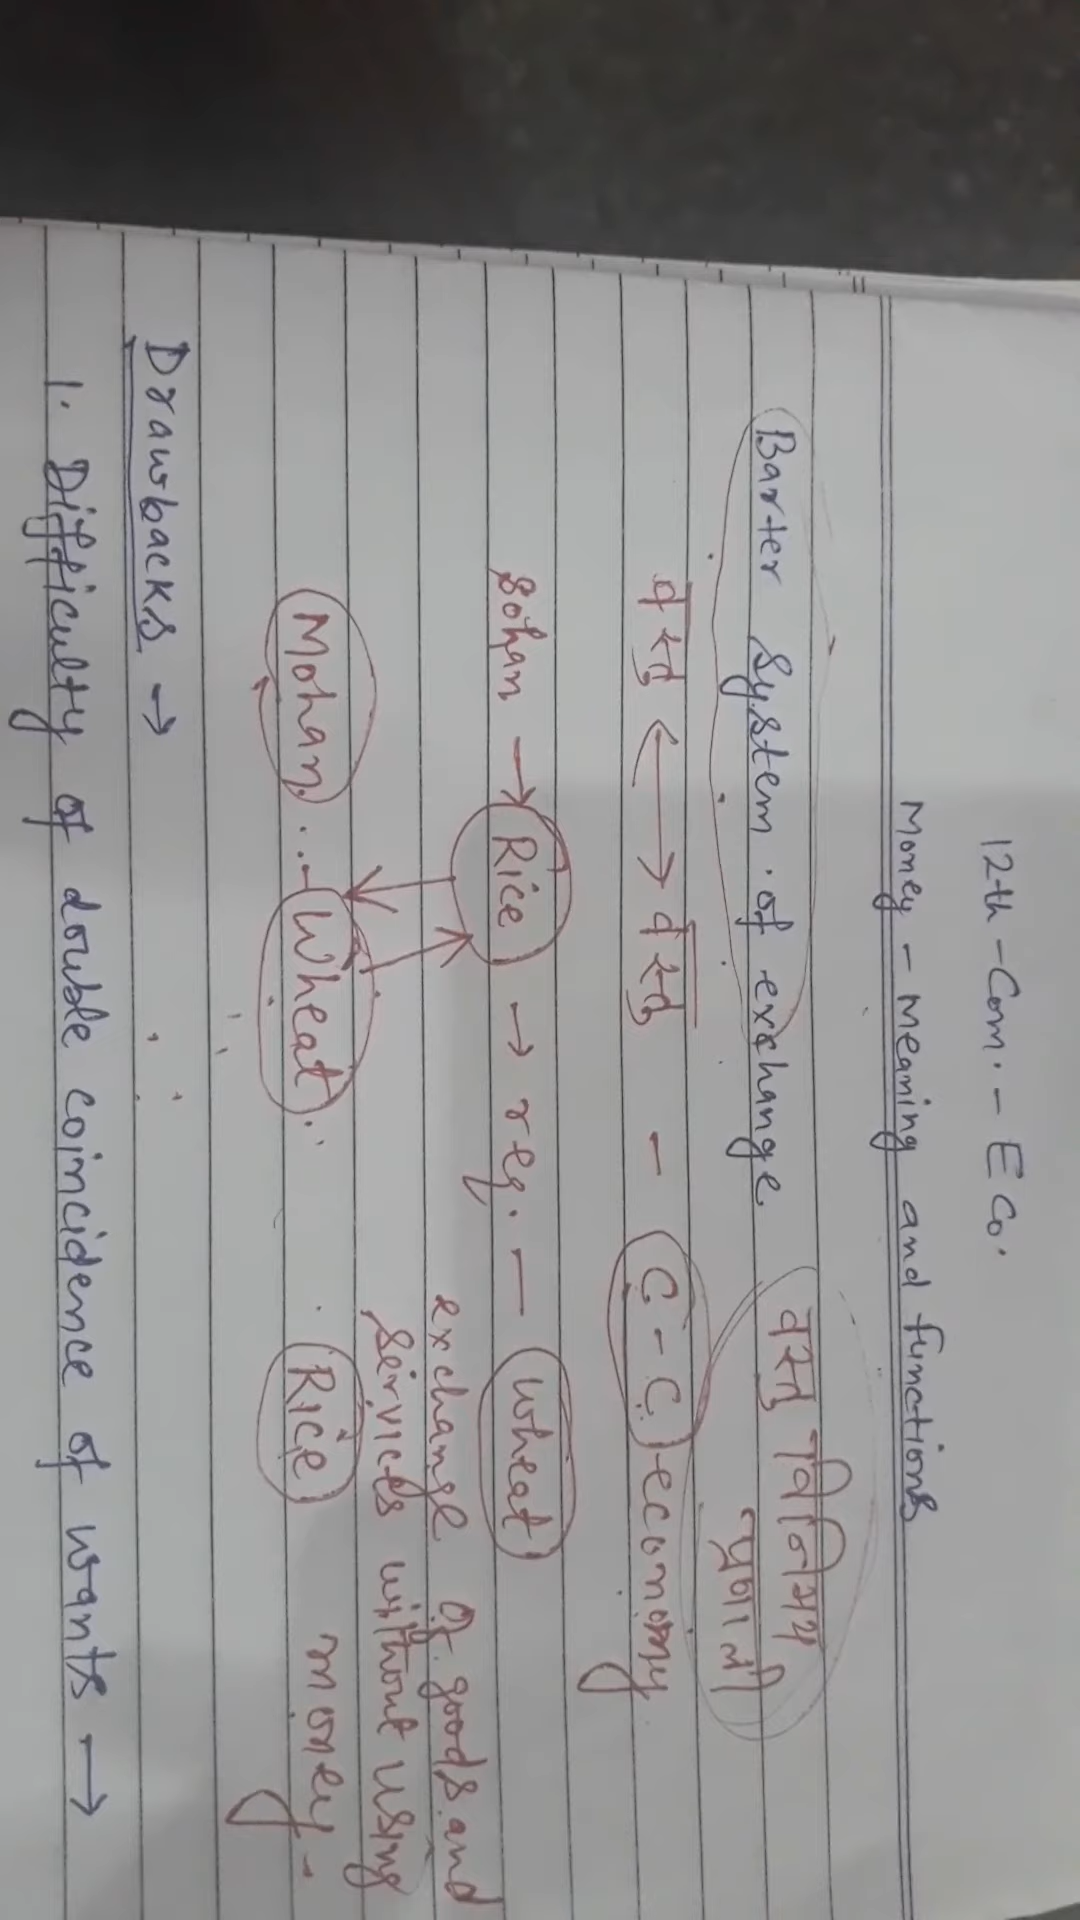 12th - Com. - Eco.
Money - Meaning and functions
Barter System of exchange वस्तु विनिमय
प्रणाली
वस्तु ⟷ वस्तु - C-C economy
Sohan → Rice → req. - Wheat
exchange of goods and
services without using
Mohan - Wheat Rice money.
Drawbacks →
1. Difficulty of double coincidence of wants →